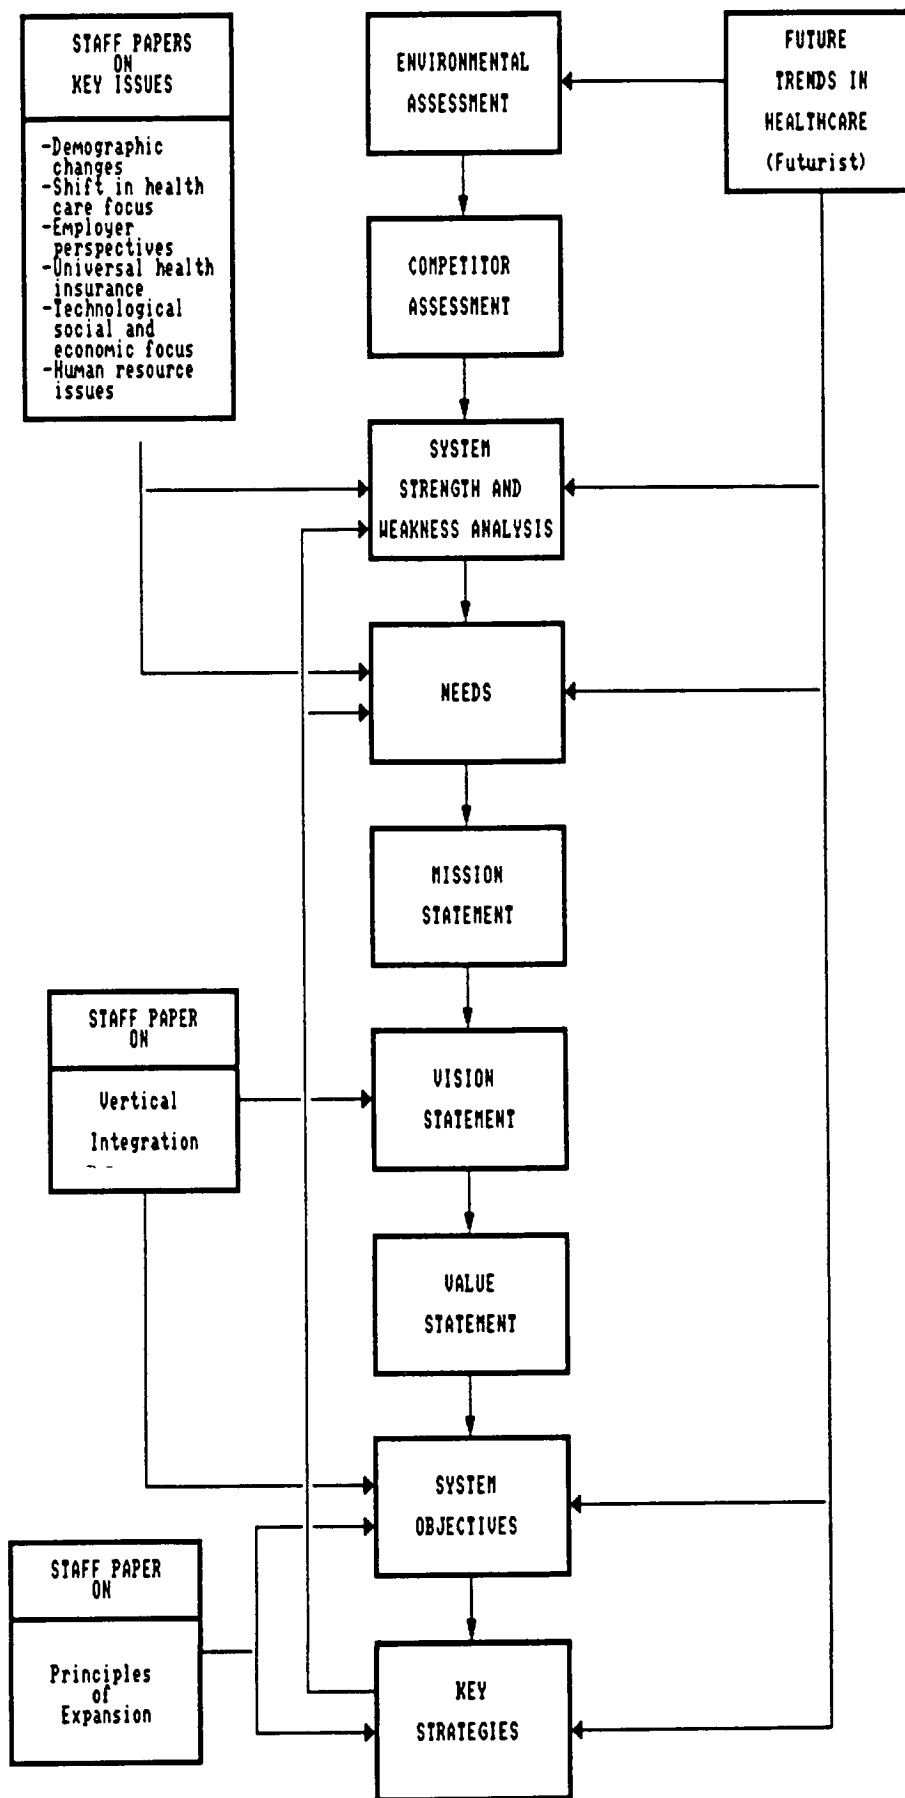 STAFF PAPERS
ON
KEY ISSUES
-Demographic
changes
-Shift in health
care focus
-Employer
perspectives
-Universal health
insurance
-Technological
social and
economic focus
-Human resource
issues
ENVIRONMENTAL
ASSESSMENT
FUTURE
TRENDS IN
HEALTHCARE
(Futurist)
COMPETITOR
ASSESSMENT
SYSTEM
STRENGTH AND
WEAKNESS ANALYSIS
NEEDS
MISSION
STATEMENT
STAFF PAPER
ON
Vertical
Integration
VISION
STATEMENT
VALUE
STATEMENT
SYSTEM
OBJECTIVES
STAFF PAPER
ON
Principles
of
Expansion
KEY
STRATEGIES